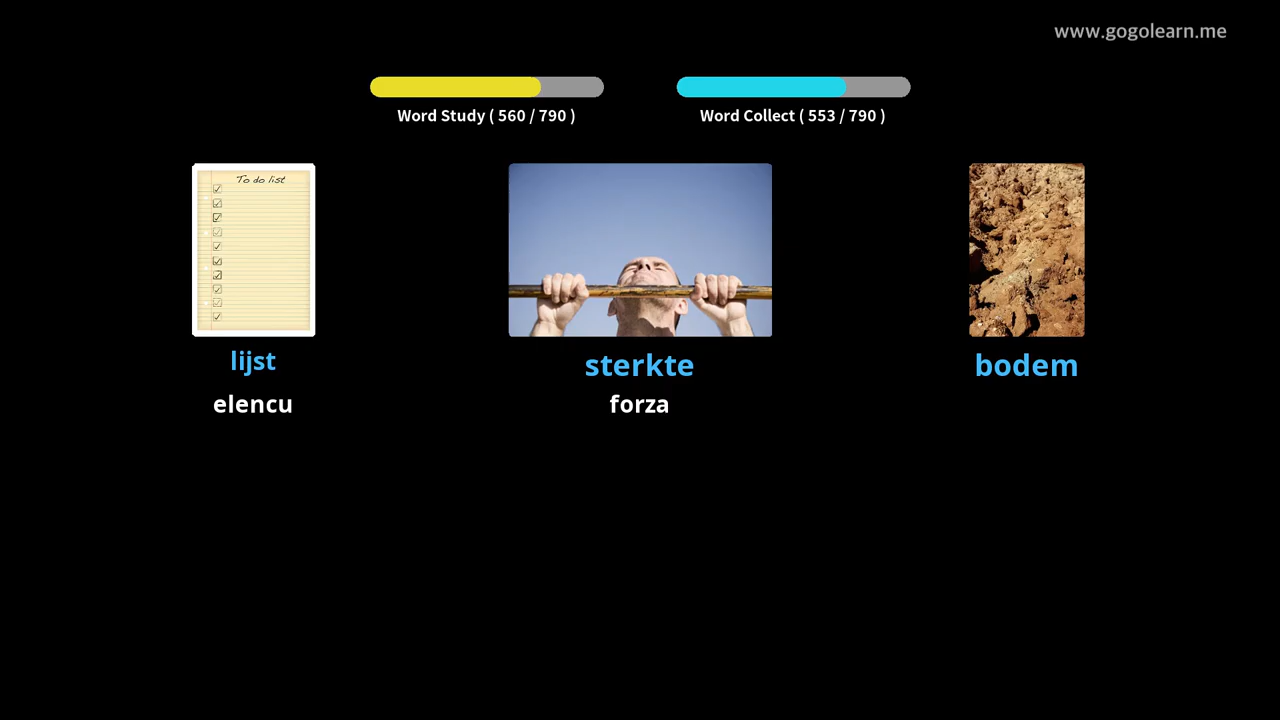 www.gogolearn.me
Word Study ( 560 / 790 )
Word Collect ( 553 / 790 )
To do list
lijst
sterkte
bodem
elencu
forza